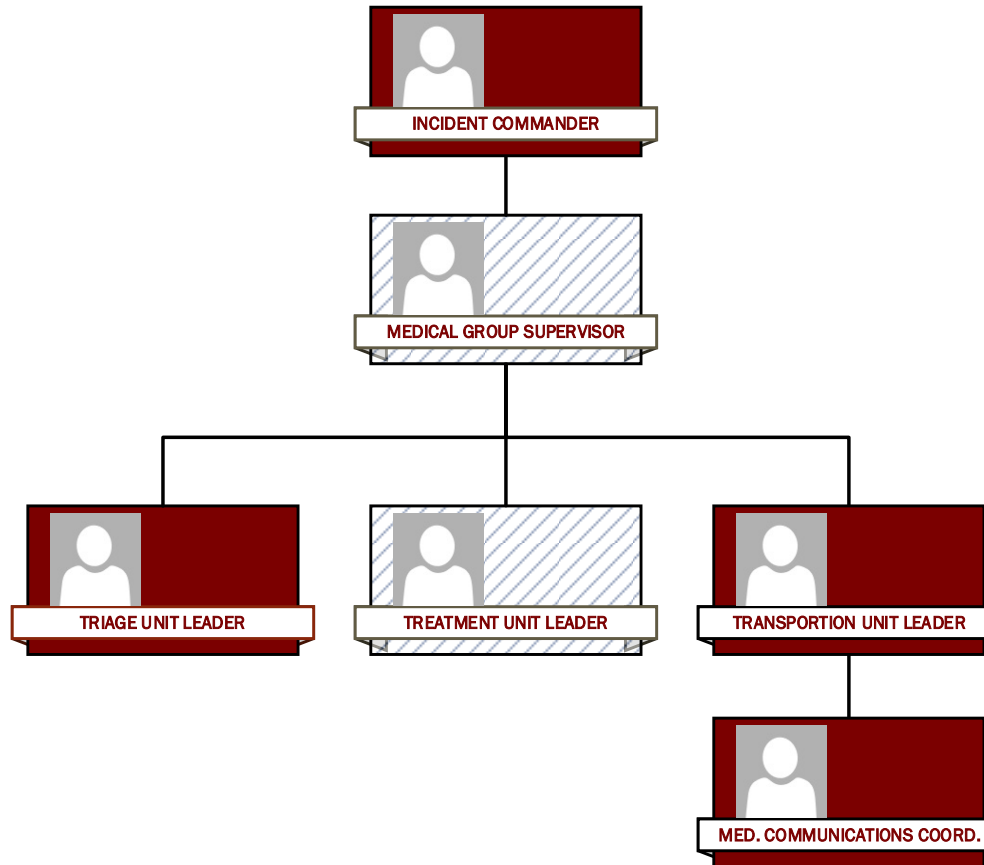 INCIDENT COMMANDER
MEDICAL GROUP SUPERVISOR
TRIAGE UNIT LEADER
TREATMENT UNIT LEADER
TRANSPORTION UNIT LEADER
MED. COMMUNICATIONS COORD.